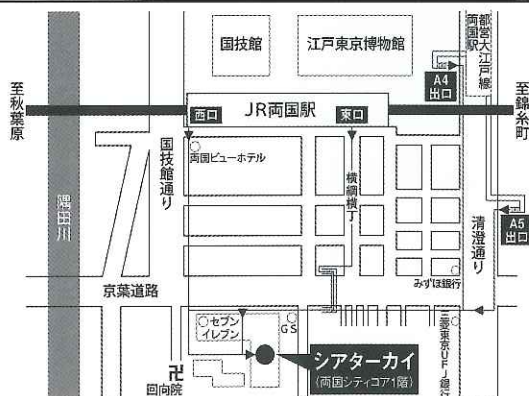 国技館
江戸東京博物館
都営大江戸線
両国駅
A4
出口
至秋葉原
西口
JR両国駅
東口
至錦糸町
両国ビューホテル
国技館通り
横綱横丁
隅田川
清澄通り
A5
出口
みずほ銀行
京葉道路
セブン
イレブン
GS
シアターカイ
(両国シティコア1階)
三菱東京UFJ銀行
卍
回向院